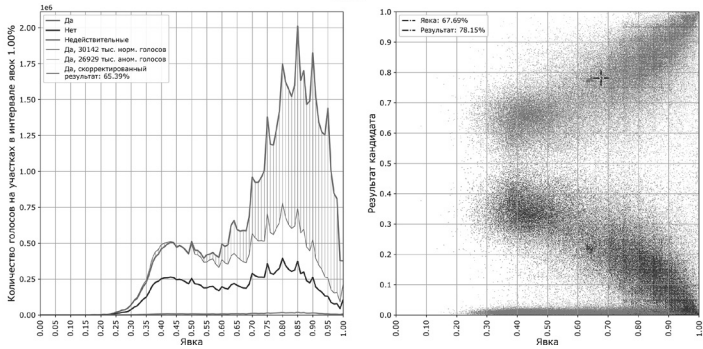 1e6
Да
Нет
Недействительные
Да, 30142 тыс. норм. голосов
Да, 26929 тыс. аном. голосов
Да, скорректированный
результат: 65.39%
Количество голосов на участках в интервале явок 1.00%
2.00
1.75
1.50
1.25
1.00
0.75
0.50
0.25
0.00
0.00 0.05 0.10 0.15 0.20 0.25 0.30 0.35 0.40 0.45 0.50 0.55 0.60 0.65 0.70 0.75 0.80 0.85 0.90 0.95 1.00
Явка
Явка: 67.69%
Результат: 78.15%
Результат кандидата
1.0
0.9
0.8
0.7
0.6
0.5
0.4
0.3
0.2
0.1
0.0
0.00 0.10 0.20 0.30 0.40 0.50 0.60 0.70 0.80 0.90 1.00
Явка